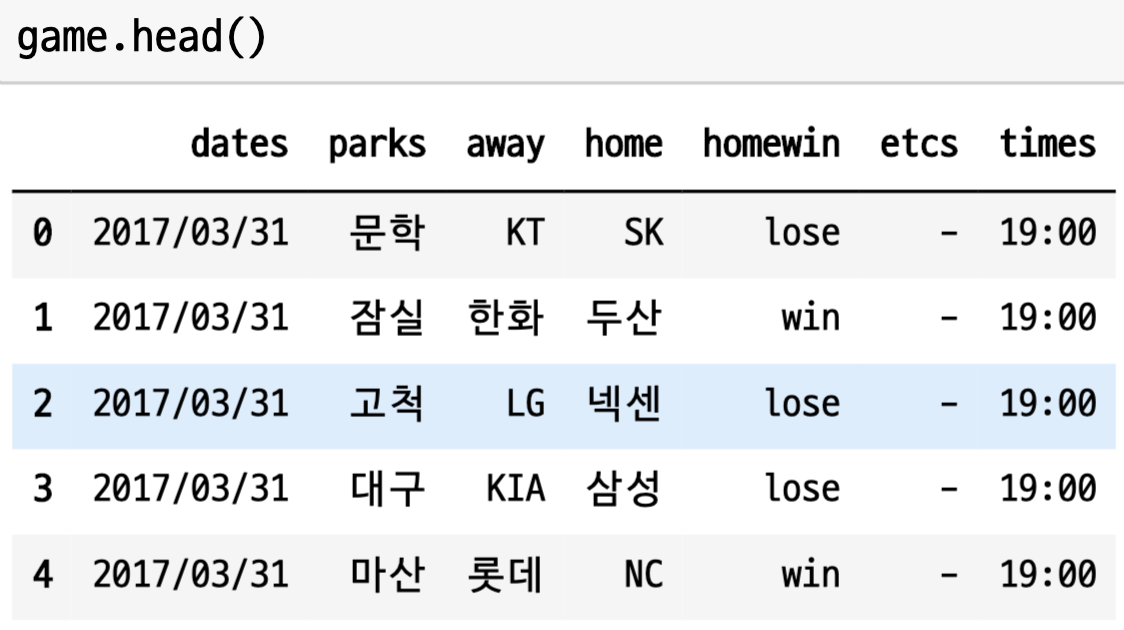 game.head()
dates parks away home homewin etcs times
0 2017/03/31 문학 KT SK lose - 19:00
1 2017/03/31 잠실 한화 두산 win - 19:00
2 2017/03/31 고척 LG 넥센 lose - 19:00
3 2017/03/31 대구 KIA 삼성 lose - 19:00
4 2017/03/31 마산 롯데 NC win - 19:00